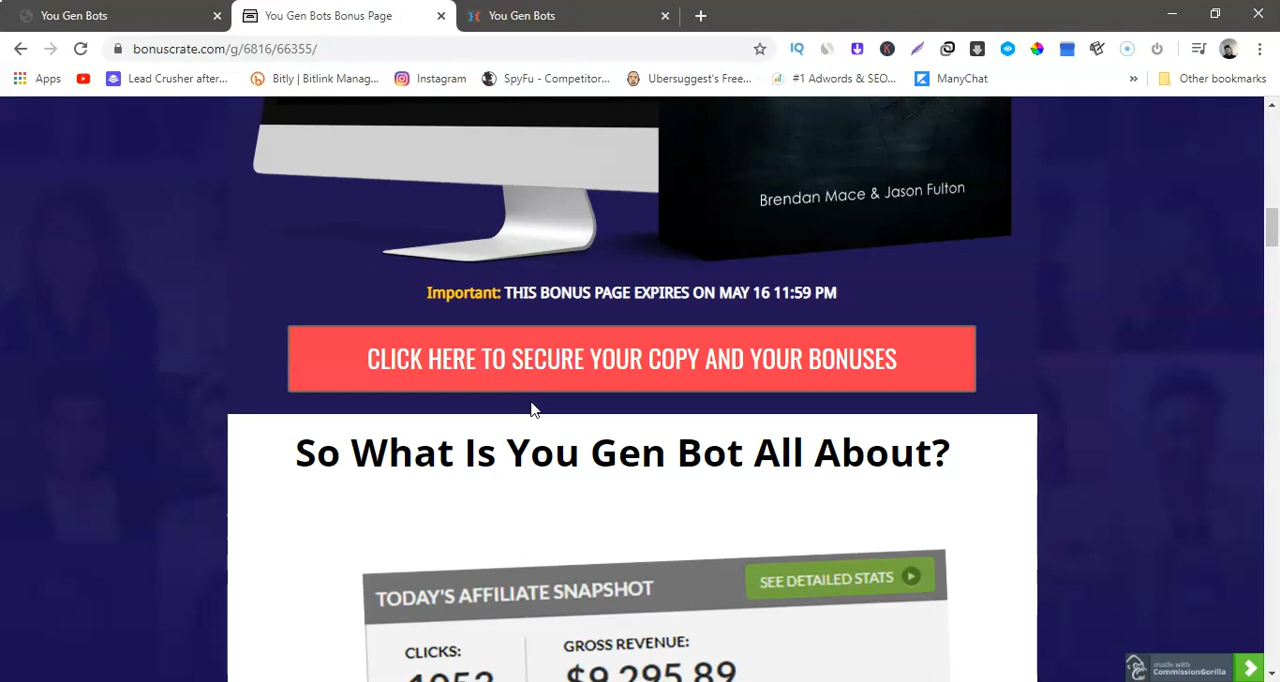 You Gen Bots
You Gen Bots Bonus Page
You Gen Bots
bonuscrate.com/g/6816/66355/
Apps
Lead Crusher after...
Bitly | Bitlink Manag...
Instagram
SpyFu - Competitor...
Ubersuggest's Free...
#1 Adwords & SEO...
ManyChat
Other bookmarks
Brendan Mace & Jason Fulton
Important: THIS BONUS PAGE EXPIRES ON MAY 16 11:59 PM
CLICK HERE TO SECURE YOUR COPY AND YOUR BONUSES
So What Is You Gen Bot All About?
TODAY'S AFFILIATE SNAPSHOT
SEE DETAILED STATS
CLICKS:
GROSS REVENUE:
1053
$9,295.89
made with
CommissionGorilla